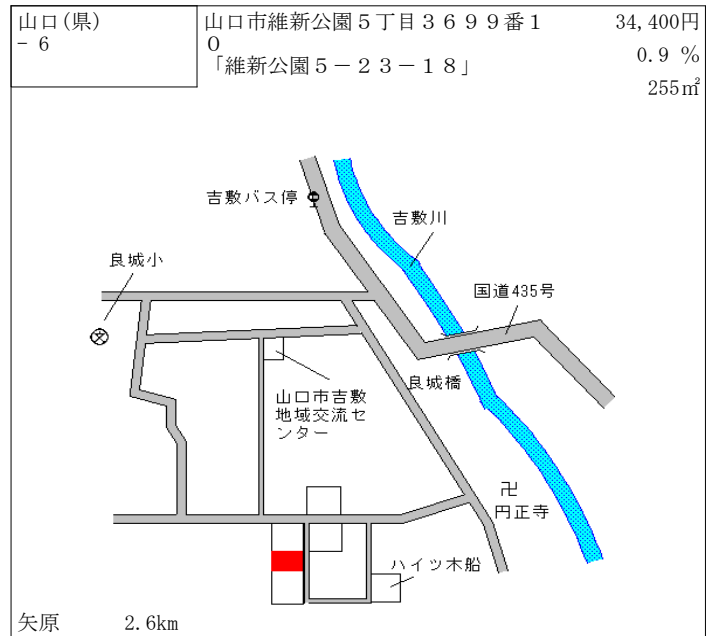 山口(県)
- 6
山口市維新公園５丁目３６９９番１
０
「維新公園５－２３－１８」
34,400円
0.9 %
255㎡
吉敷バス停
吉敷川
良城小
国道435号
良城橋
山口市吉敷
地域交流セ
ンター
卍
円正寺
ハイツ木船
矢原 2.6km